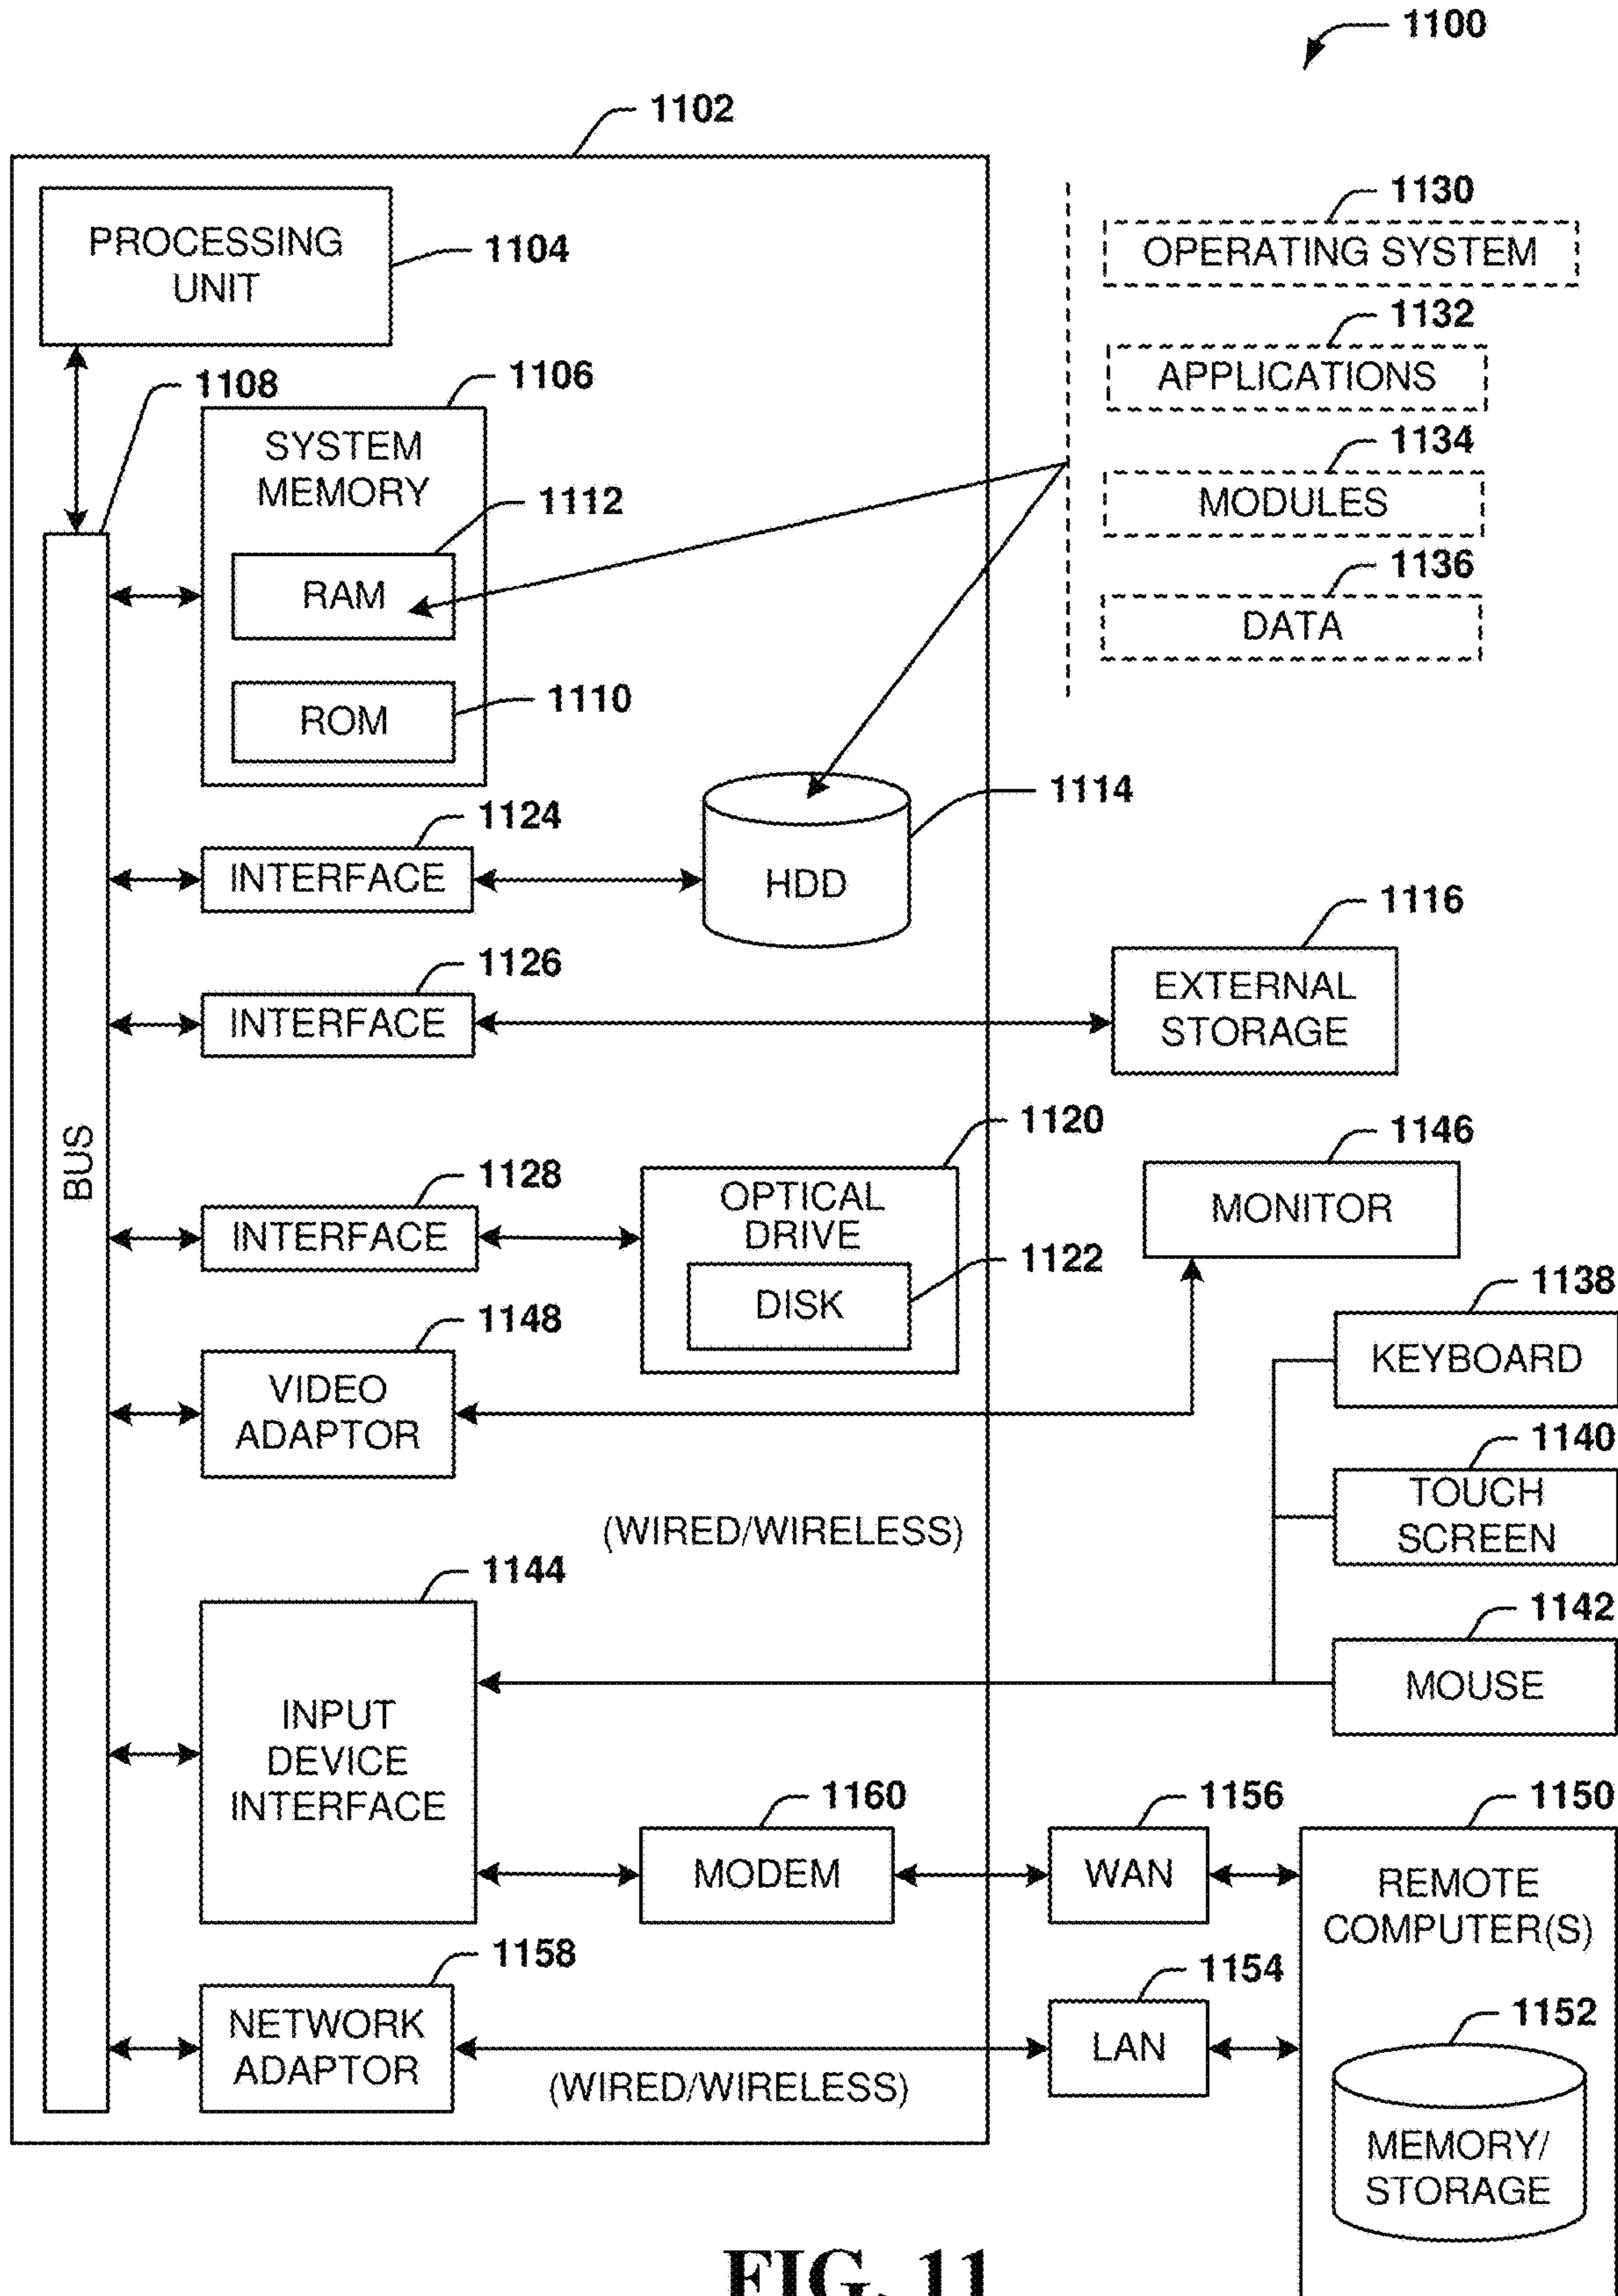 1100
1102
PROCESSING
UNIT
1104
1130
OPERATING SYSTEM
1132
APPLICATIONS
1134
MODULES
1136
DATA
1108
1106
SYSTEM
MEMORY
1112
RAM
1110
ROM
1114
HDD
1124
INTERFACE
1116
EXTERNAL
STORAGE
1126
INTERFACE
BUS
1120
OPTICAL
DRIVE
1122
DISK
1128
INTERFACE
1146
MONITOR
1148
VIDEO
ADAPTOR
1138
KEYBOARD
1140
TOUCH
SCREEN
(WIRED/WIRELESS)
1142
MOUSE
1144
INPUT
DEVICE
INTERFACE
1160
MODEM
1156
WAN
1150
REMOTE
COMPUTER(S)
1158
NETWORK
ADAPTOR
(WIRED/WIRELESS)
1154
LAN
1152
MEMORY/
STORAGE
FIG. 11